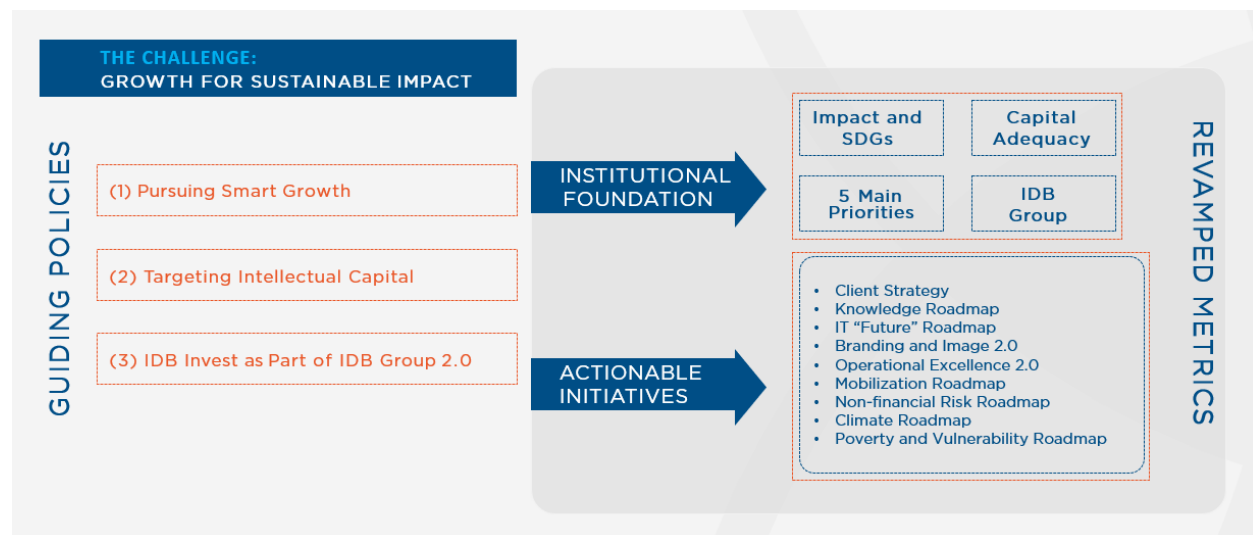 THE CHALLENGE:
GROWTH FOR SUSTAINABLE IMPACT
GUIDING POLICIES
(1) Pursuing Smart Growth
(2) Targeting Intellectual Capital
(3) IDB Invest as Part of IDB Group 2.0
INSTITUTIONAL
FOUNDATION
Impact and
SDGs
Capital
Adequacy
5 Main
Priorities
IDB
Group
ACTIONABLE
INITIATIVES
• Client Strategy
• Knowledge Roadmap
• IT “Future” Roadmap
• Branding and Image 2.0
• Operational Excellence 2.0
• Mobilization Roadmap
• Non-financial Risk Roadmap
• Climate Roadmap
• Poverty and Vulnerability Roadmap
REVAMPED METRICS